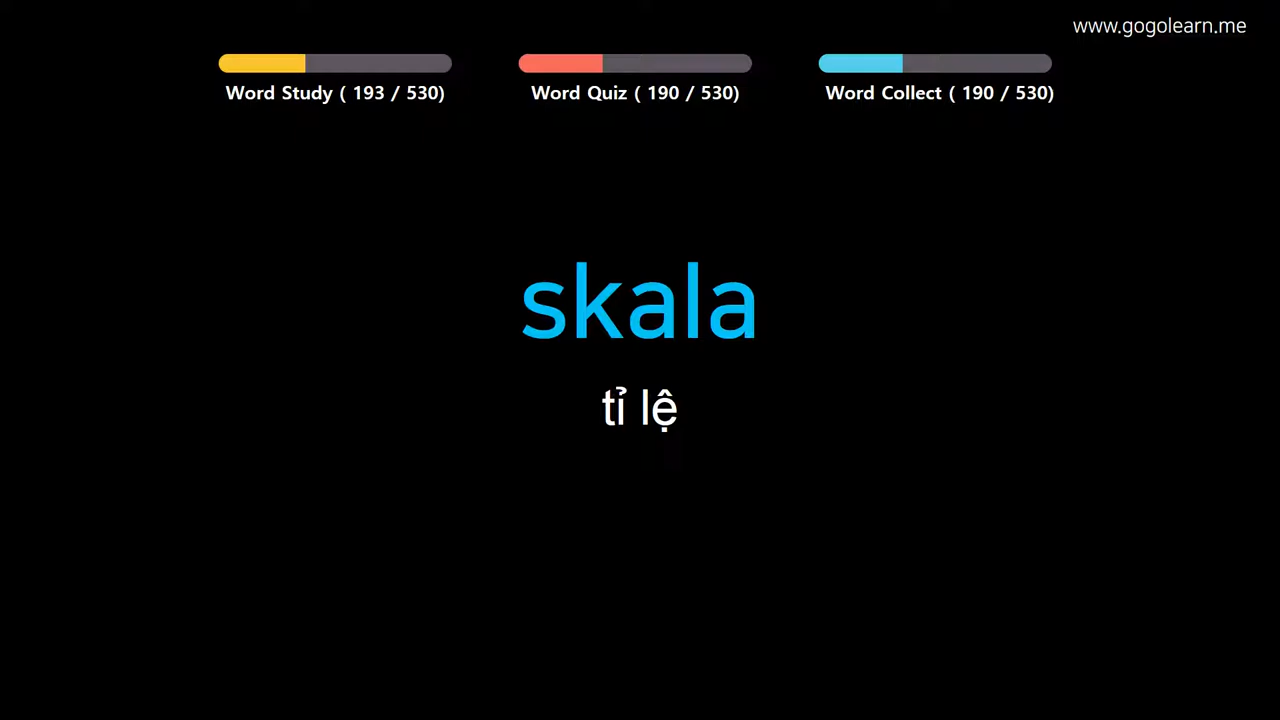 www.gogolearn.me
Word Study ( 193 / 530)
Word Quiz ( 190 / 530)
Word Collect ( 190 / 530)
skala
tỉ lệ